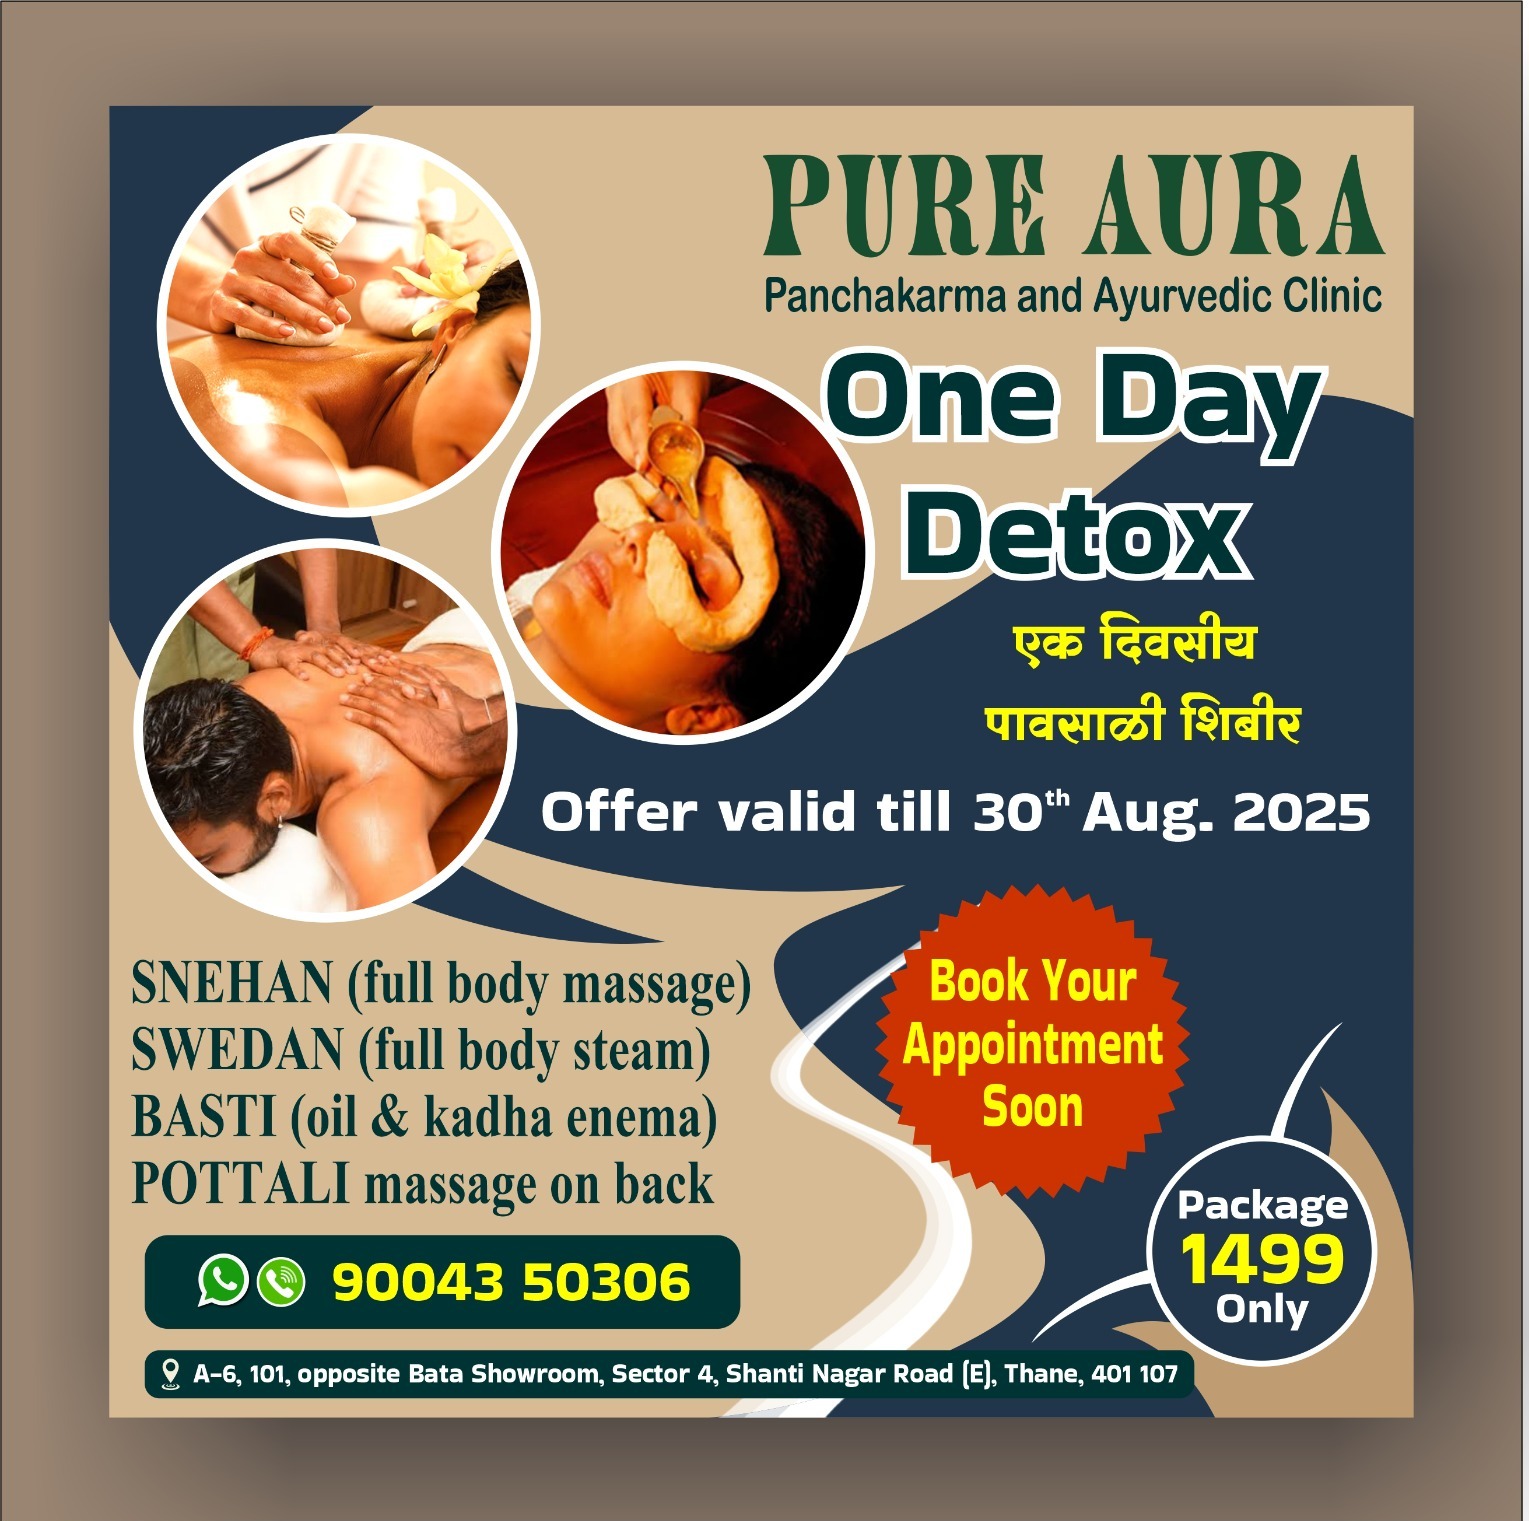 PURE AURA
Panchakarma and Ayurvedic Clinic
One Day
Detox
एक दिवसीय
पावसाळी शिबीर
Offer valid till 30th Aug. 2025
SNEHAN (full body massage)
SWEDAN (full body steam)
BASTI (oil & kadha enema)
POTTALI massage on back
Book Your
Appointment
Soon
Package
1499
Only
90043 50306
A-6, 101, opposite Bata Showroom, Sector 4, Shanti Nagar Road (E), Thane, 401 107